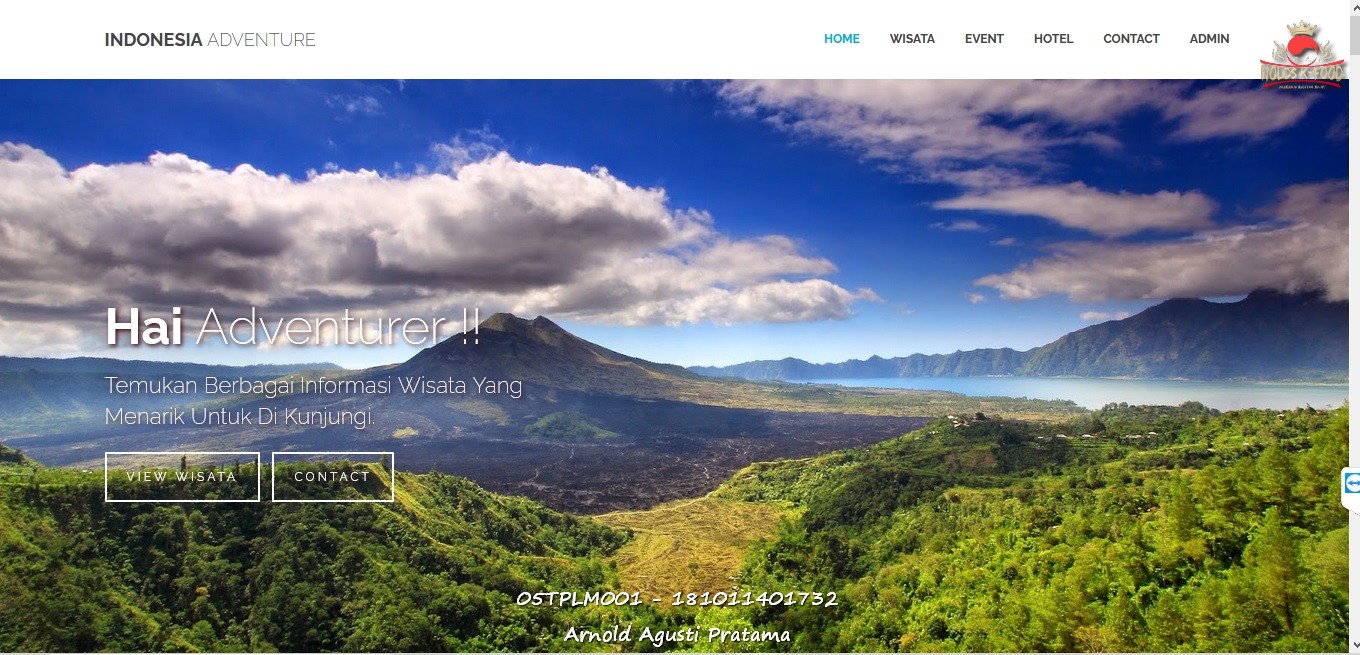 INDONESIA ADVENTURE
HOME WISATA EVENT HOTEL CONTACT ADMIN
K-FOOD
Hai Adventurer !!
Temukan Berbagai Informasi Wisata Yang
Menarik Untuk Di Kunjungi.
VIEW WISATA CONTACT
05TPLM001 - 181011401732
Arnold Agusti Pratama